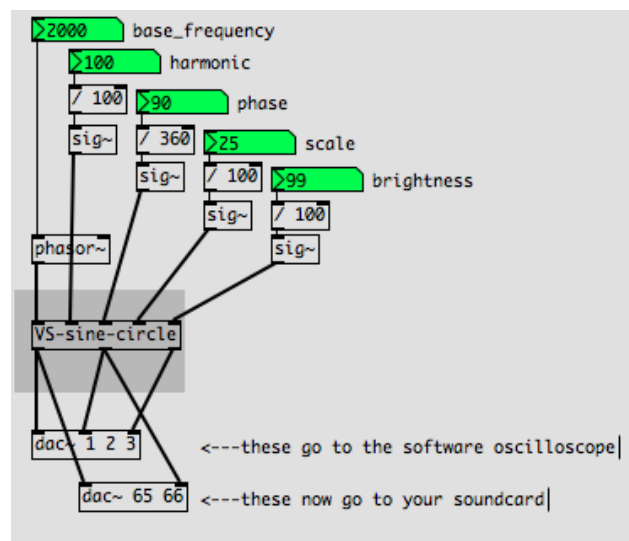 >2000 base_frequency
>100 harmonic
/ 100 >90 phase
sig~ / 360 >25 scale
sig~ / 100 >99 brightness
sig~ / 100
phasor~ sig~
VS-sine-circle
dac~ 1 2 3 <---these go to the software oscilloscope
dac~ 65 66 <---these now go to your soundcard